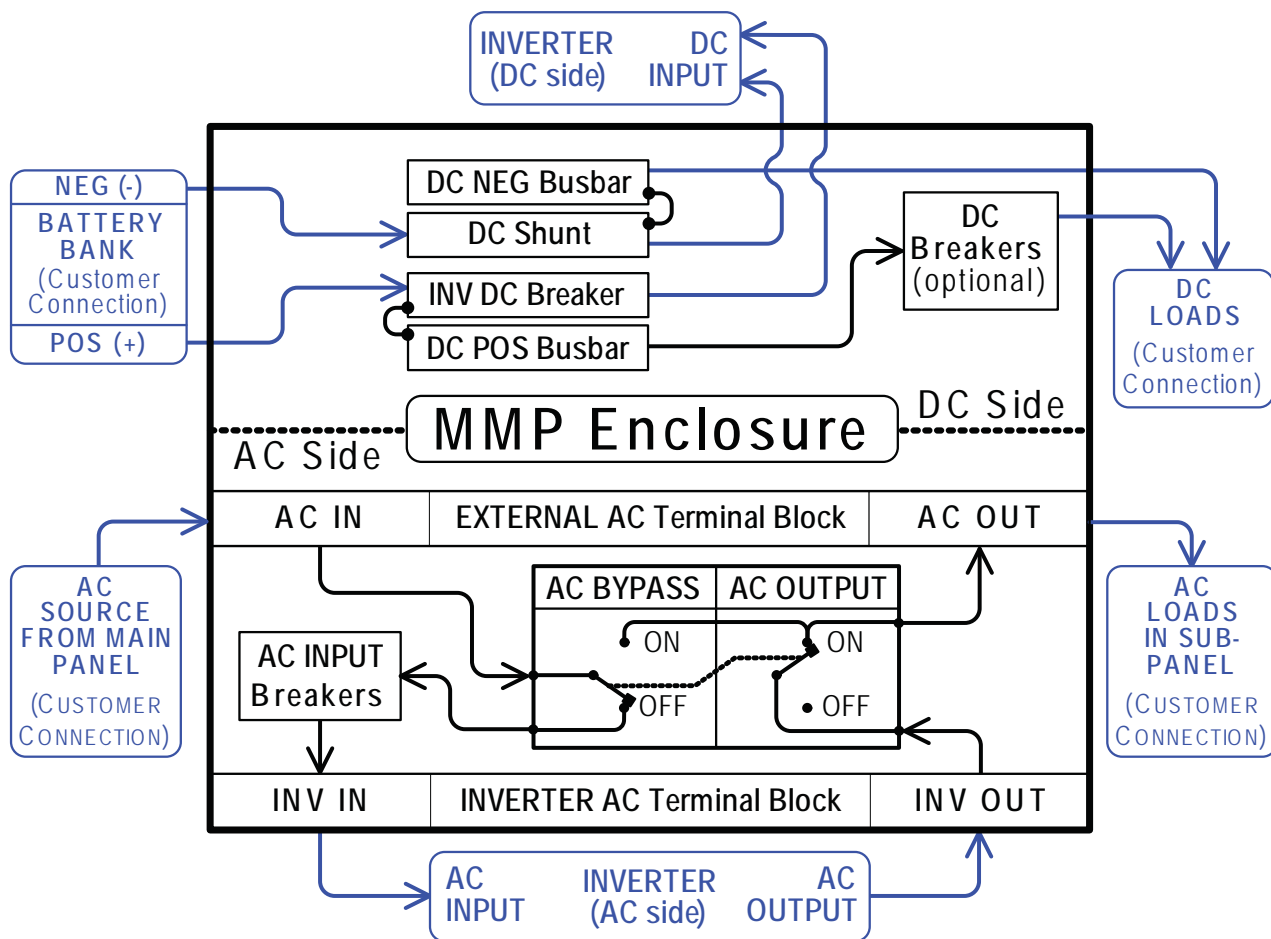 INVERTER
(DC side)
DC
INPUT
NEG (-)
BATTERY
BANK
(Customer
Connection)
POS (+)
DC NEG Busbar
DC Shunt
INV DC Breaker
DC POS Busbar
DC
Breakers
(optional)
DC
LOADS
(Customer
Connection)
MMP Enclosure
DC Side
AC Side
AC IN
EXTERNAL AC Terminal Block
AC OUT
AC
SOURCE
FROM MAIN
PANEL
(CUSTOMER
CONNECTION)
AC BYPASS
AC OUTPUT
ON
OFF
ON
OFF
AC INPUT
Breakers
AC
LOADS
IN SUB-
PANEL
(CUSTOMER
CONNECTION)
INV IN
INVERTER AC Terminal Block
INV OUT
AC
INPUT
INVERTER
(AC side)
AC
OUTPUT